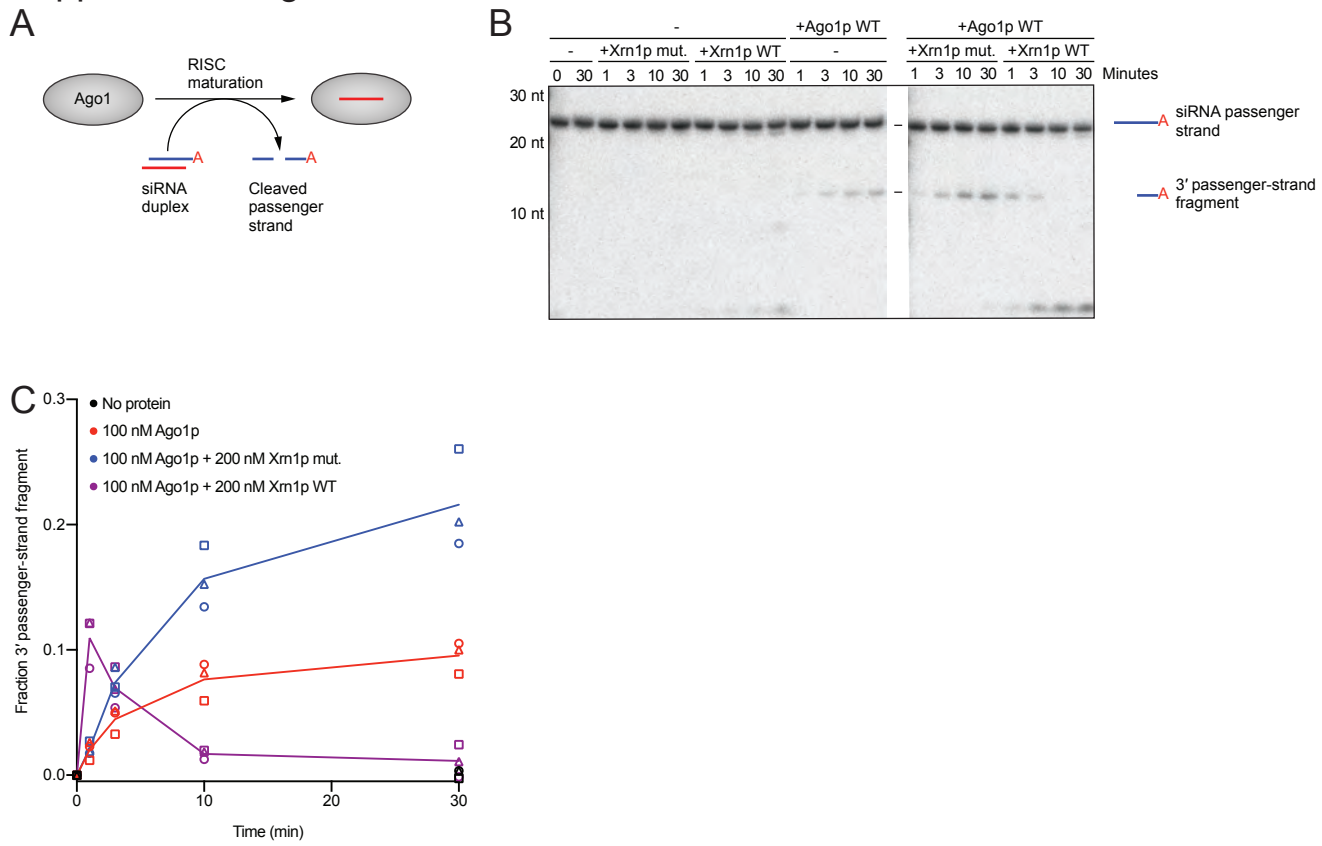 A
RISC
maturation
Ago1
A
A
siRNA
duplex
Cleaved
passenger
strand
B
-
+Ago1p WT
+Ago1p WT
-
+Xrn1p mut.
+Xrn1p WT
-
+Xrn1p mut.
+Xrn1p WT
0 30 1 3 10 30 1 3 10 30 1 3 10 30 1 3 10 30 1 3 10 30 Minutes
30 nt
20 nt
10 nt
–
–
A siRNA passenger
strand
A 3′ passenger-strand
fragment
C
0.3
0.2
0.1
0.0
Fraction 3′ passenger-strand fragment
No protein
100 nM Ago1p
100 nM Ago1p + 200 nM Xrn1p mut.
100 nM Ago1p + 200 nM Xrn1p WT
0 10 20 30
Time (min)